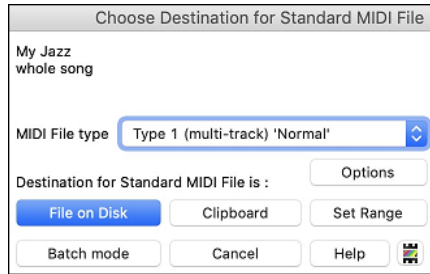 Choose Destination for Standard MIDI File
My Jazz
whole song
MIDI File type Type 1 (multi-track) 'Normal'
Options
Destination for Standard MIDI File is :
File on Disk Clipboard Set Range
Batch mode Cancel Help